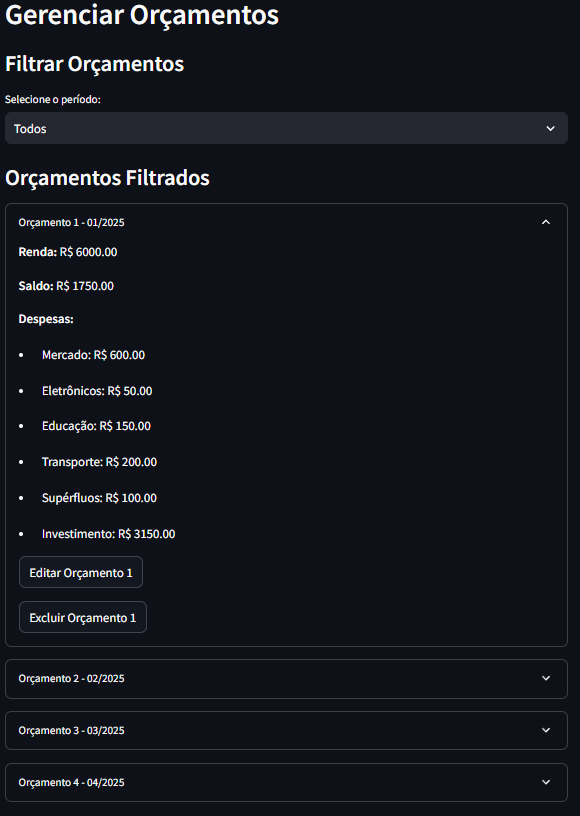 Gerenciar Orçamentos
Filtrar Orçamentos
Selecione o período:
Todos
Orçamentos Filtrados
Orçamento 1 - 01/2025
Renda: R$ 6000.00
Saldo: R$ 1750.00
Despesas:
• Mercado: R$ 600.00
• Eletrônicos: R$ 50.00
• Educação: R$ 150.00
• Transporte: R$ 200.00
• Supérfluos: R$ 100.00
• Investimento: R$ 3150.00
Editar Orçamento 1
Excluir Orçamento 1
Orçamento 2 - 02/2025
Orçamento 3 - 03/2025
Orçamento 4 - 04/2025